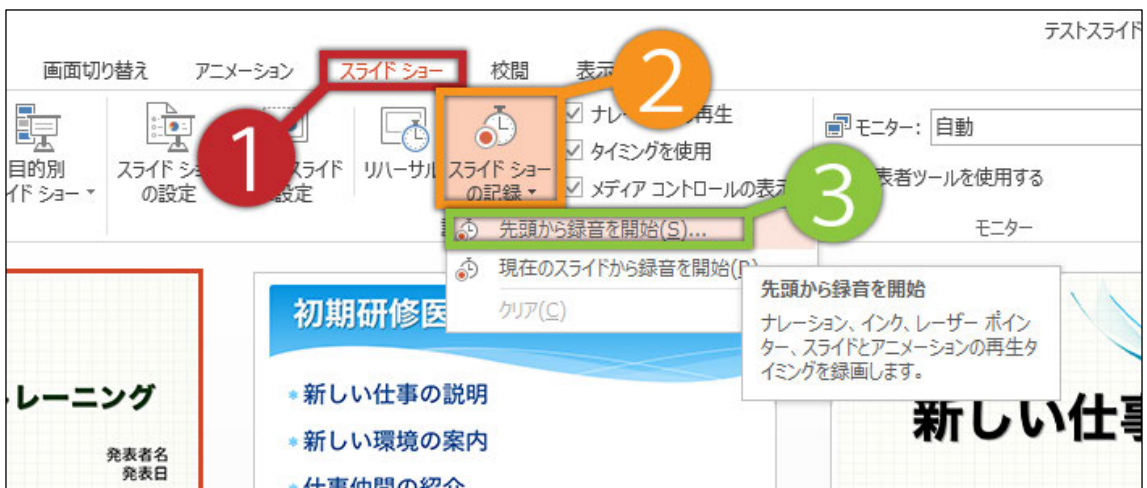 テストスライド
画面切り替え アニメーション スライド ショー 校閲 表示
1
2
3
目的別
イド ショー
スライド ショー
の設定
スライド
設定
リハーサル
スライド ショー
の記録
ナレーションの再生
タイミングを使用
メディア コントロールの表示
モニター: 自動
表者ツールを使用する
モニター
先頭から録音を開始(S)...
現在のスライドから録音を開始(R)
クリア(C)
先頭から録音を開始
ナレーション、インク、レーザー ポイン
ター、スライドとアニメーションの再生タ
イミングを録画します。
トレーニング
発表者名
発表日
初期研修医
*新しい仕事の説明
*新しい環境の案内
*仕事仲間の紹介
新しい仕事